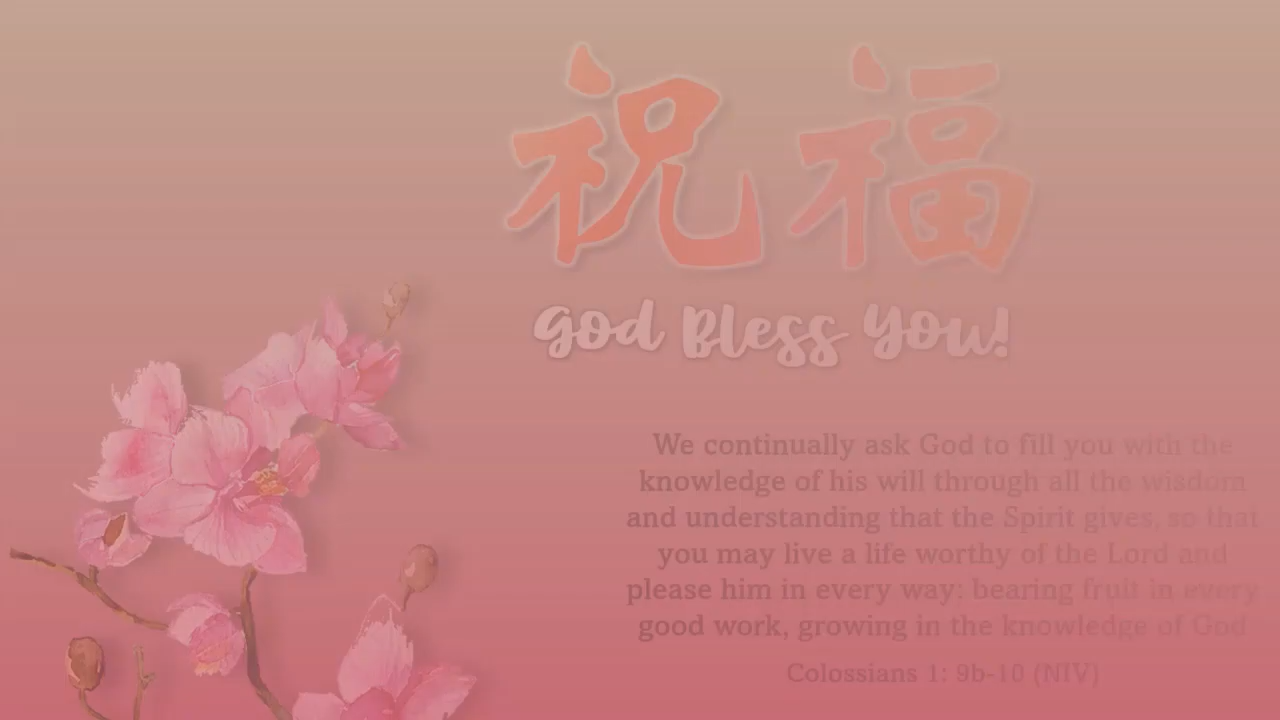 祝福
God Bless You!
We continually ask God to fill you with the
knowledge of his will through all the wisdom
and understanding that the Spirit gives, so that
you may live a life worthy of the Lord and
please him in every way: bearing fruit in every
good work, growing in the knowledge of God
Colossians 1: 9b-10 (NIV)